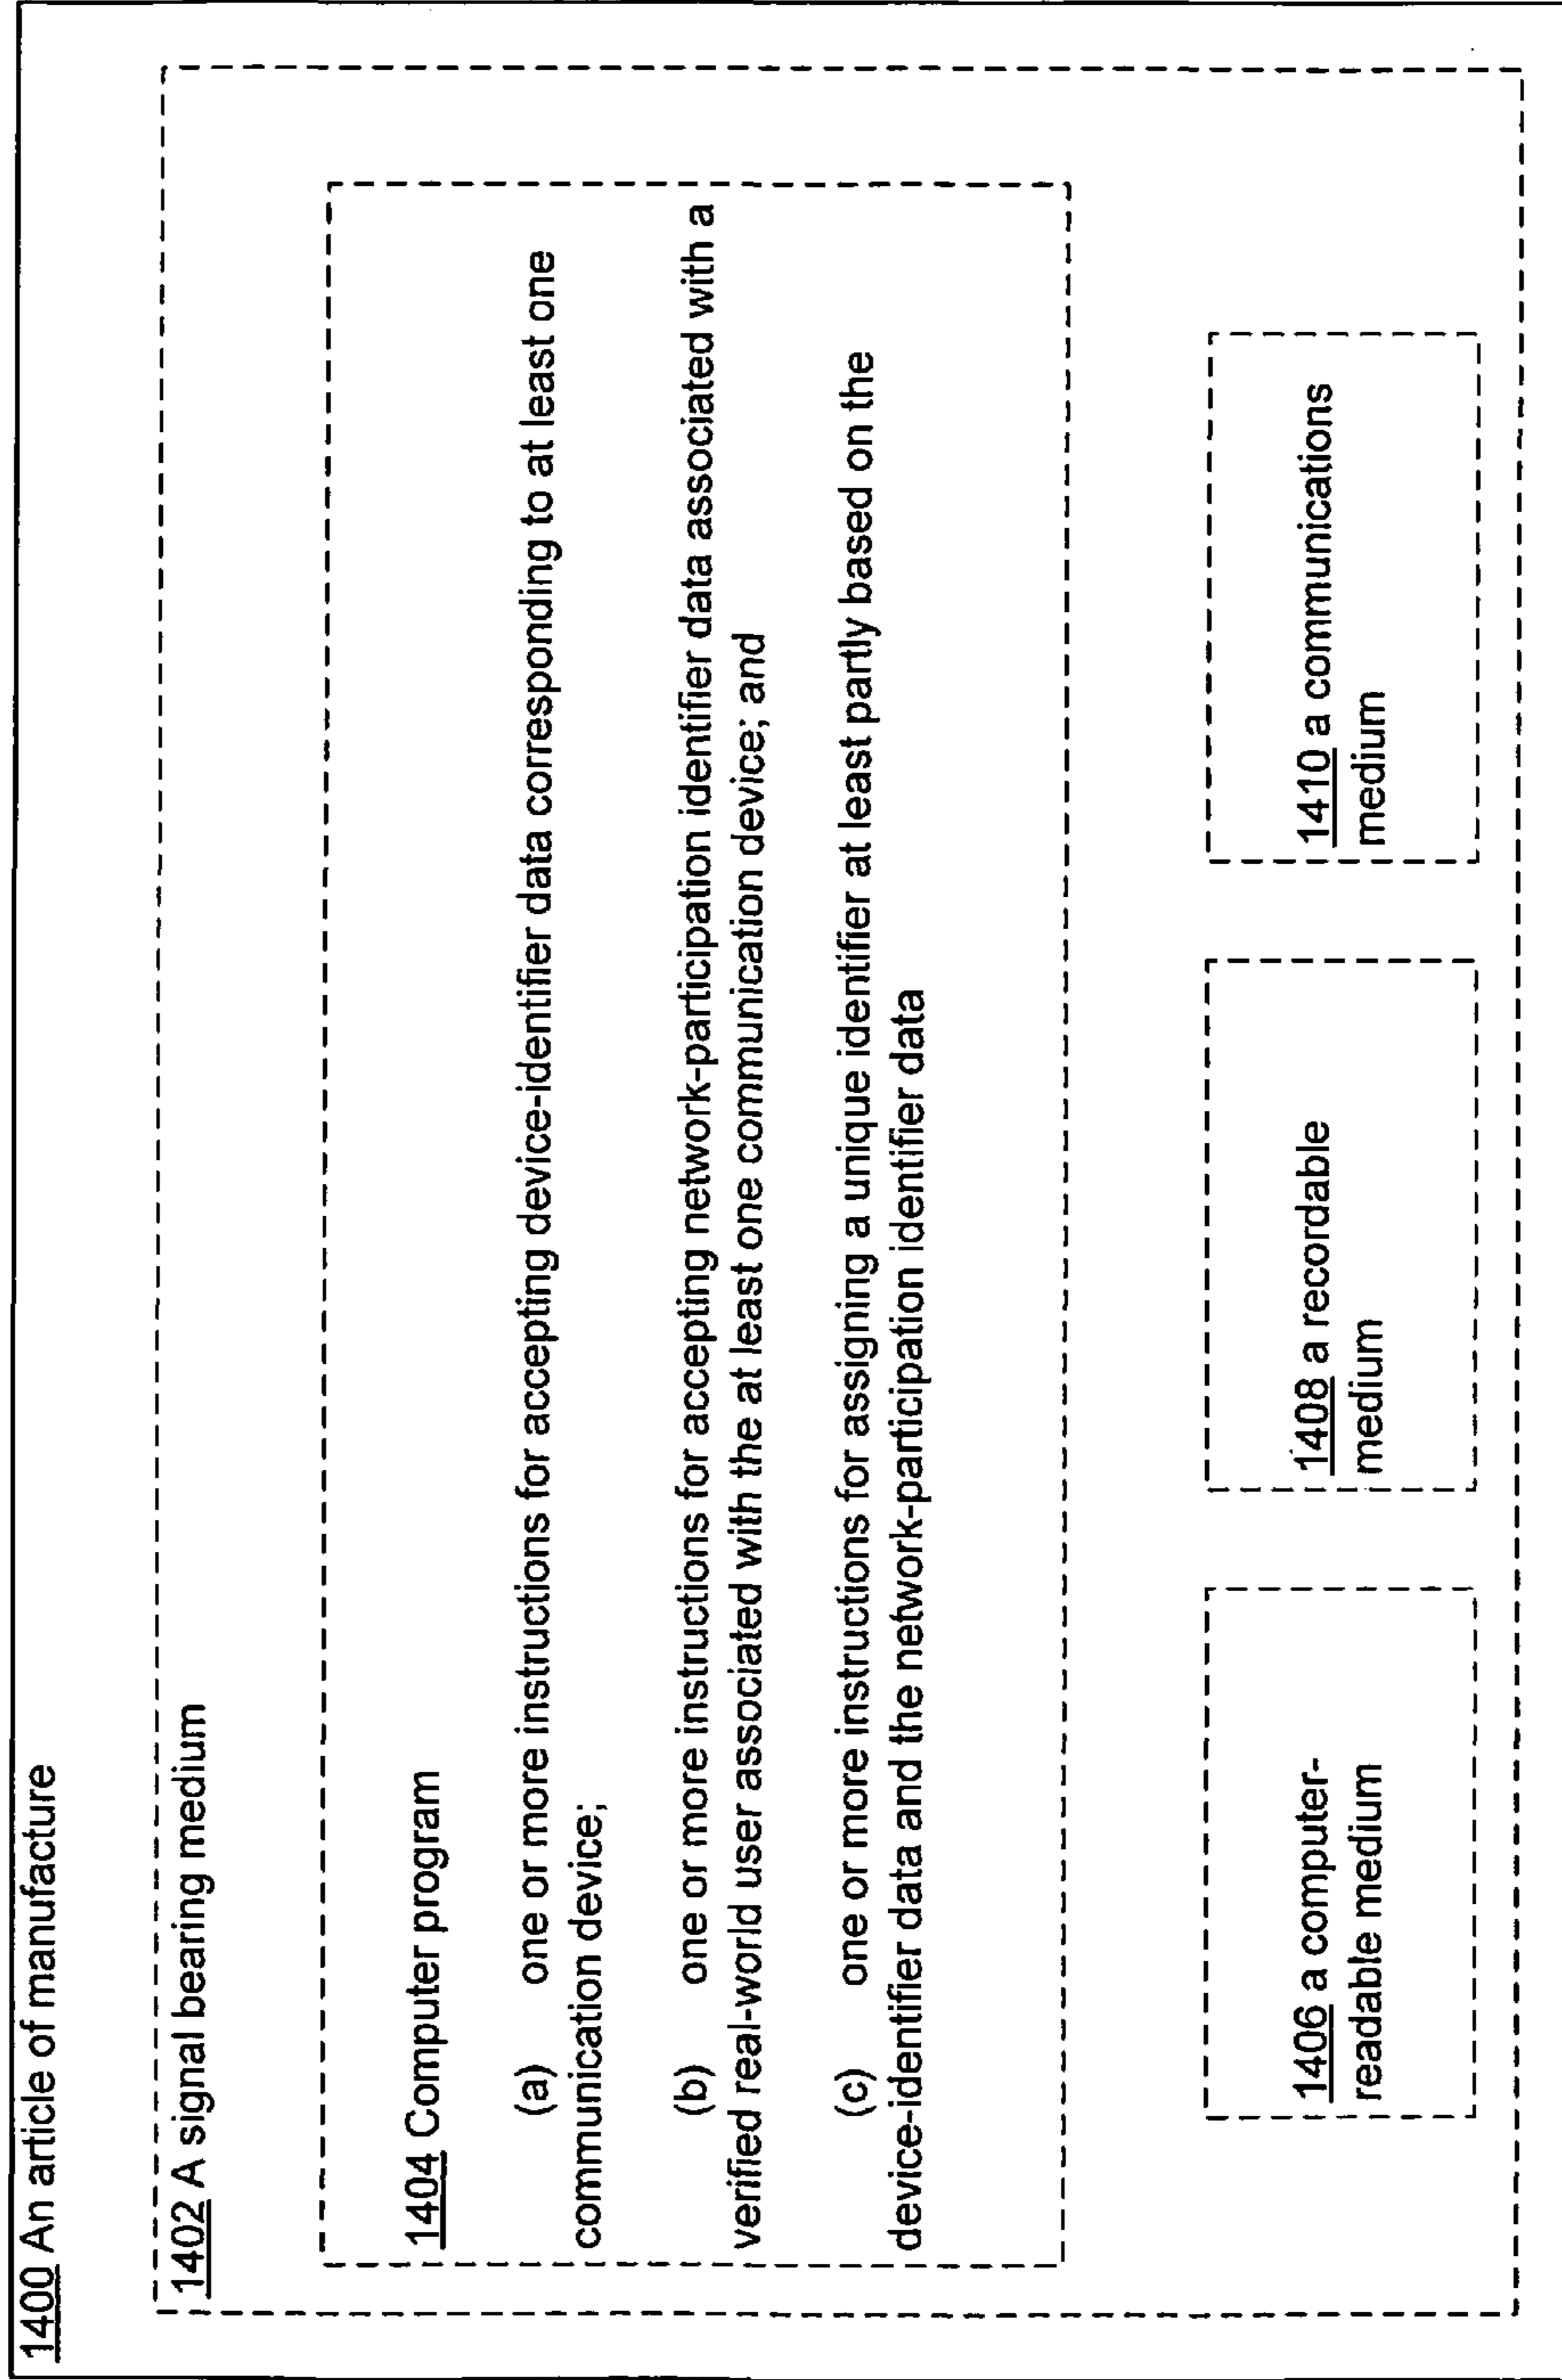 1400 An article of manufacture
1402 A signal bearing medium
1404 Computer program
(a) one or more instructions for accepting device-identifier data corresponding to at least one
communication device;
(b) one or more instructions for accepting network-participation identifier data associated with a
verified real-world user associated with the at least one communication device; and
(c) one or more instructions for assigning a unique identifier at least partly based on the
device-identifier data and the network-participation identifier data
1406 a computer-
readable medium
1408 a recordable
medium
1410 a communications
medium